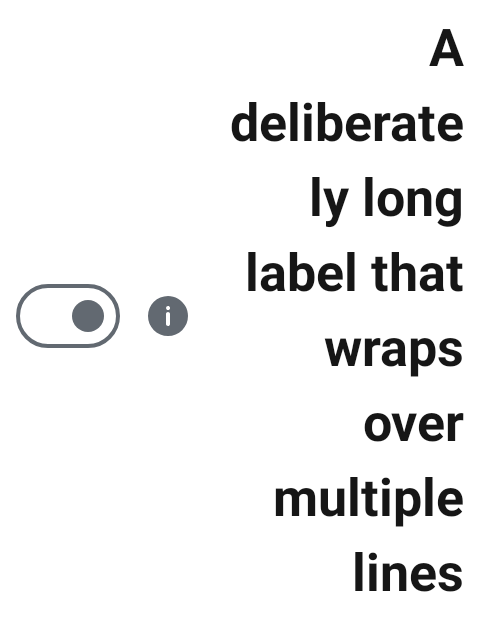 A
deliberate
ly long
label that
wraps
over
multiple
lines